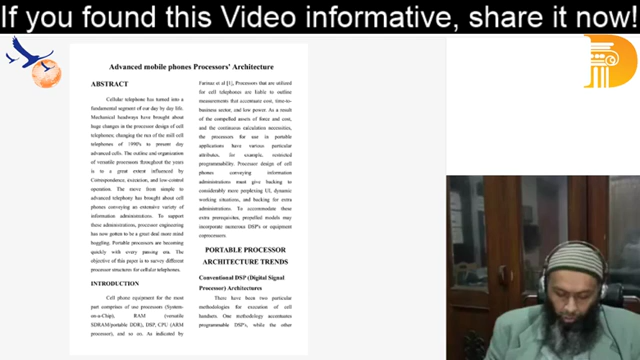 If you found this Video informative, share it now!
Advanced mobile phones Processors' Architecture
ABSTRACT
Cellular telephone has turned into a
fundamental segment of our day by day life.
Mechanical headways have brought about
huge changes in the processor design of cell
telephones; changing the run of the mill cell
telephones of 1990's to present day
advanced cells. The outline and organization
of versatile processors throughout the years
is to a great extent influenced by
Correspondence, execution, and low-control
operation. The move from simple to
advanced telephony has brought about cell
phones conveying an extensive variety of
information administrations. To support
these administrations, processor engineering
has now gotten to be a great deal more mind
boggling. Portable processors are becoming
quickly with every passing era. The
objective of this paper is to survey different
processor structures for cellular telephones.
INTRODUCTION
Cell phone equipment for the most
part comprises of one processors (System-
on-a-Chip), RAM (versatile
SDRAM/portable DDR), DSP, CPU (ARM
processor), and so on. As indicated by
et al [1], Processors that are utilized
for cell telephones are liable to outline
measurements that accentuate cost, time-to-
business sector, and low power. As a result
of the compelled assets of force and cost,
and the continuous calculation necessities,
the processors for use in portable
applications have various particular
attributes, for example, restricted
programmability. Processor design of cell
phones conveying information
administrations must give backing to
considerably more perplexing UI, dynamic
working situations, and backing for extra
administrations. To accommodate these
extra prerequisites, propelled models may
incorporate numerous DSP's or equipment
coprocessors.
PORTABLE PROCESSOR
ARCHITECTURE TRENDS
Conventional DSP (Digital Signal
Processor) Architectures
There have been two particular
methodologies for execution of cell
handsets. One methodology accentuates
programmable DSP's, while the other